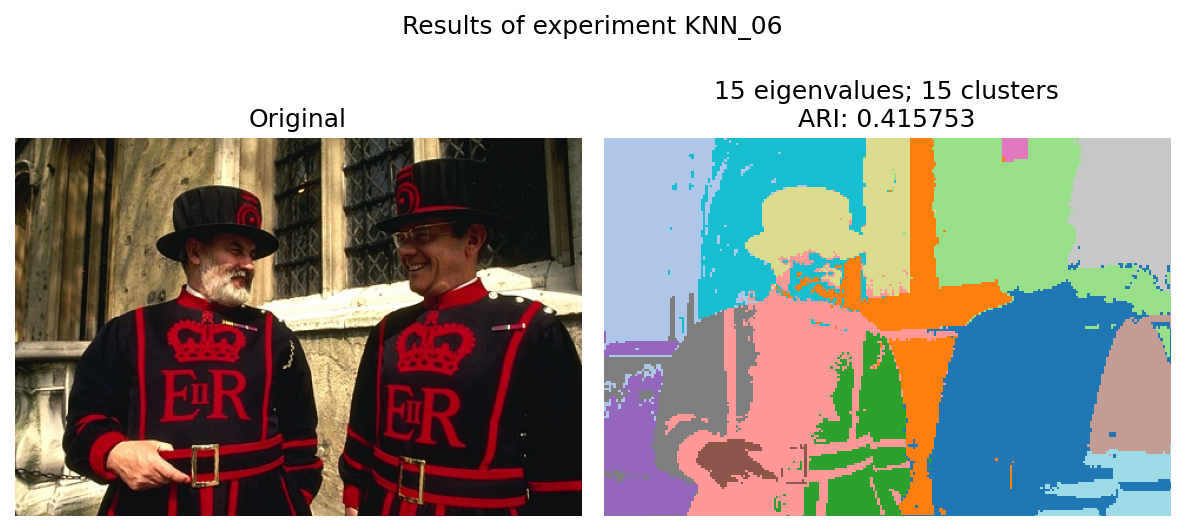 Results of experiment KNN_06
Original
15 eigenvalues; 15 clusters
ARI: 0.415753
EIIR
EIIR